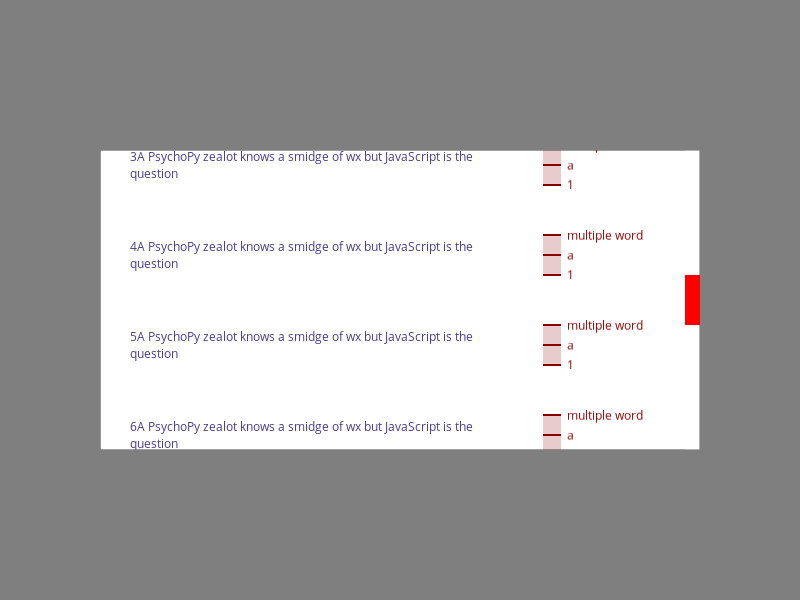 3A PsychoPy zealot knows a smidge of wx but JavaScript is the
question
a
1
4A PsychoPy zealot knows a smidge of wx but JavaScript is the
question
multiple word
a
1
5A PsychoPy zealot knows a smidge of wx but JavaScript is the
question
multiple word
a
1
6A PsychoPy zealot knows a smidge of wx but JavaScript is the
question
multiple word
a